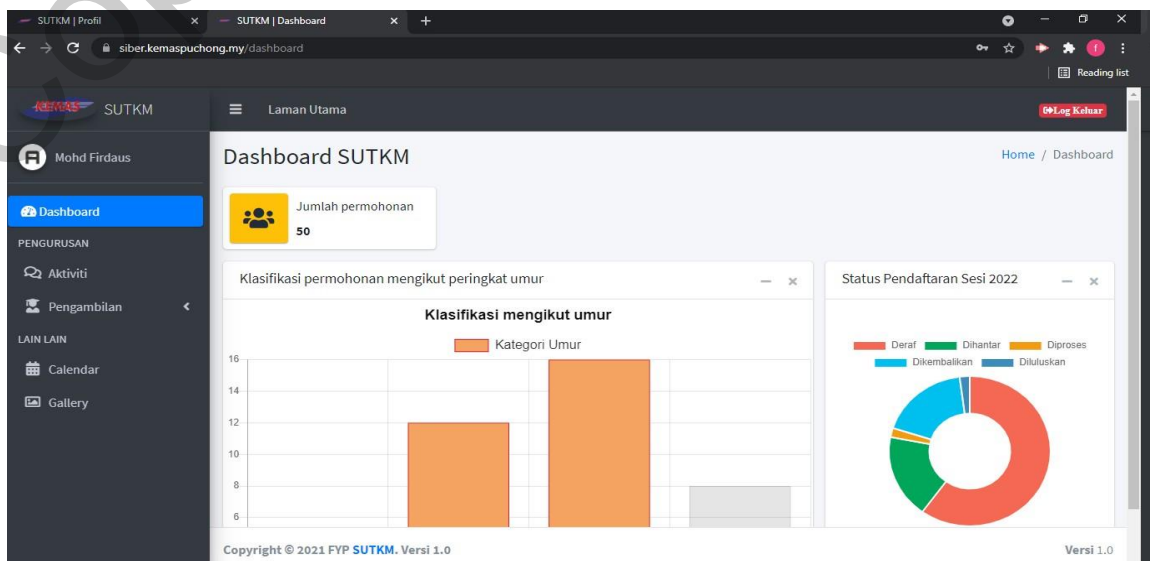 SUTKM | Profil
SUTKM | Dashboard
siber.kemaspuchong.my/dashboard
f
Reading list
KEMAS SUTKM
Laman Utama
Log Keluar
Mohd Firdaus
Dashboard SUTKM
Home / Dashboard
Dashboard
Jumlah permohonan
50
PENGURUSAN
Aktiviti
Pengambilan
LAIN LAIN
Calendar
Gallery
Klasifikasi permohonan mengikut peringkat umur
Klasifikasi mengikut umur
Kategori Umur
16
14
12
10
8
6
Status Pendaftaran Sesi 2022
Deraf Dihantar Diproses
Dikembalikan Diluluskan
Copyright © 2021 FYP SUTKM. Versi 1.0
Versi 1.0